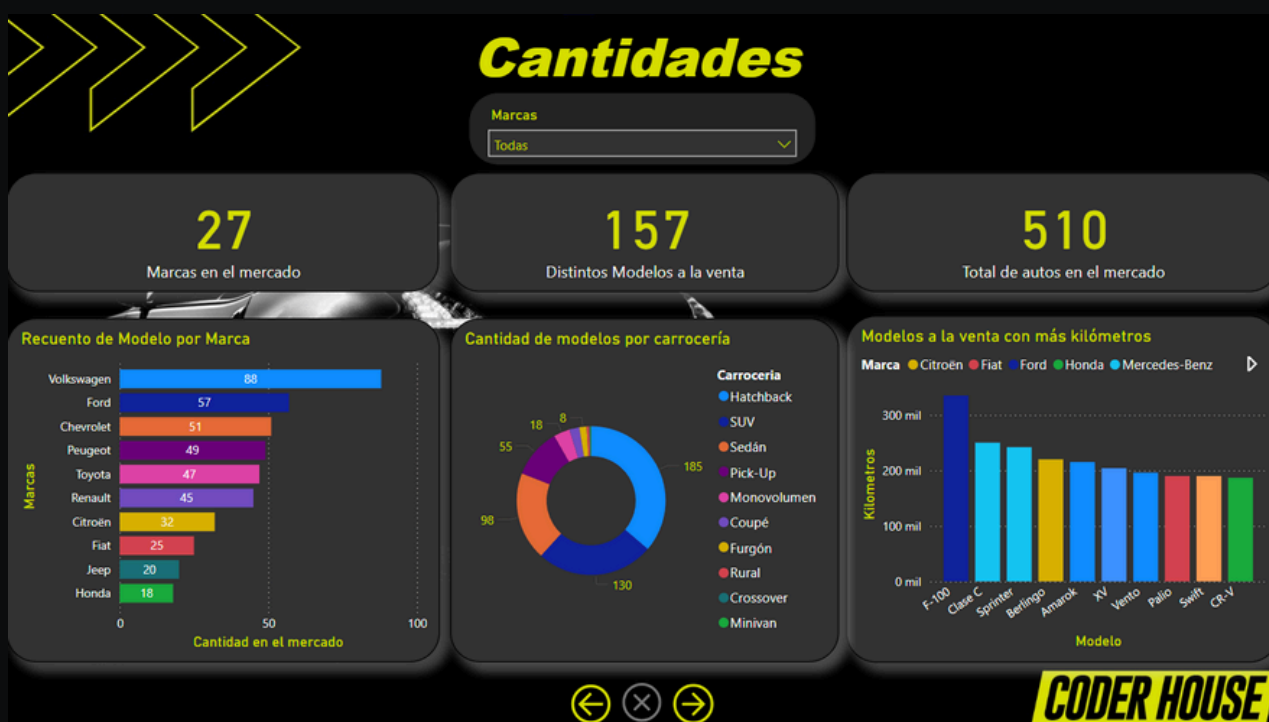 Cantidades
Marcas
Todas
27
Marcas en el mercado
157
Distintos Modelos a la venta
510
Total de autos en el mercado
Recuento de Modelo por Marca
Marcas
Volkswagen 88
Ford 57
Chevrolet 51
Peugeot 49
Toyota 47
Renault 45
Citroën 32
Fiat 25
Jeep 20
Honda 18
0 50 100
Cantidad en el mercado
Cantidad de modelos por carrocería
185
130
98
55
18
8
Carroceria
Hatchback
SUV
Sedán
Pick-Up
Monovolumen
Coupé
Furgón
Rural
Crossover
Minivan
Modelos a la venta con más kilómetros
Marca Citroën Fiat Ford Honda Mercedes-Benz
Kilometros
300 mil
200 mil
100 mil
0 mil
F-100 Clase C Sprinter Berlingo Amarok XV Vento Palio Swift CR-V
Modelo
CODER HOUSE